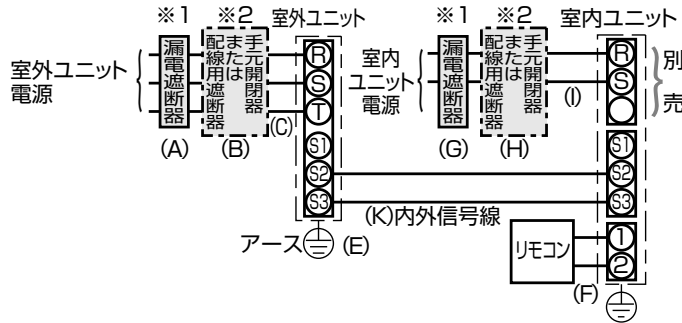 ※1 ※2 室外ユニット
室外ユニット
電源
漏電遮断器
手元開閉器
または
配線用遮断器
R
S
T
S1
S2
S3
(A)
(B)
(C)
アース
(E)
※1 ※2 室内ユニット
室内
ユニット
電源
漏電遮断器
手元開閉器
または
配線用遮断器
R
S
別売
S1
S2
S3
(G)
(H)
(I)
(K)内外信号線
リモコン
1
2
(F)